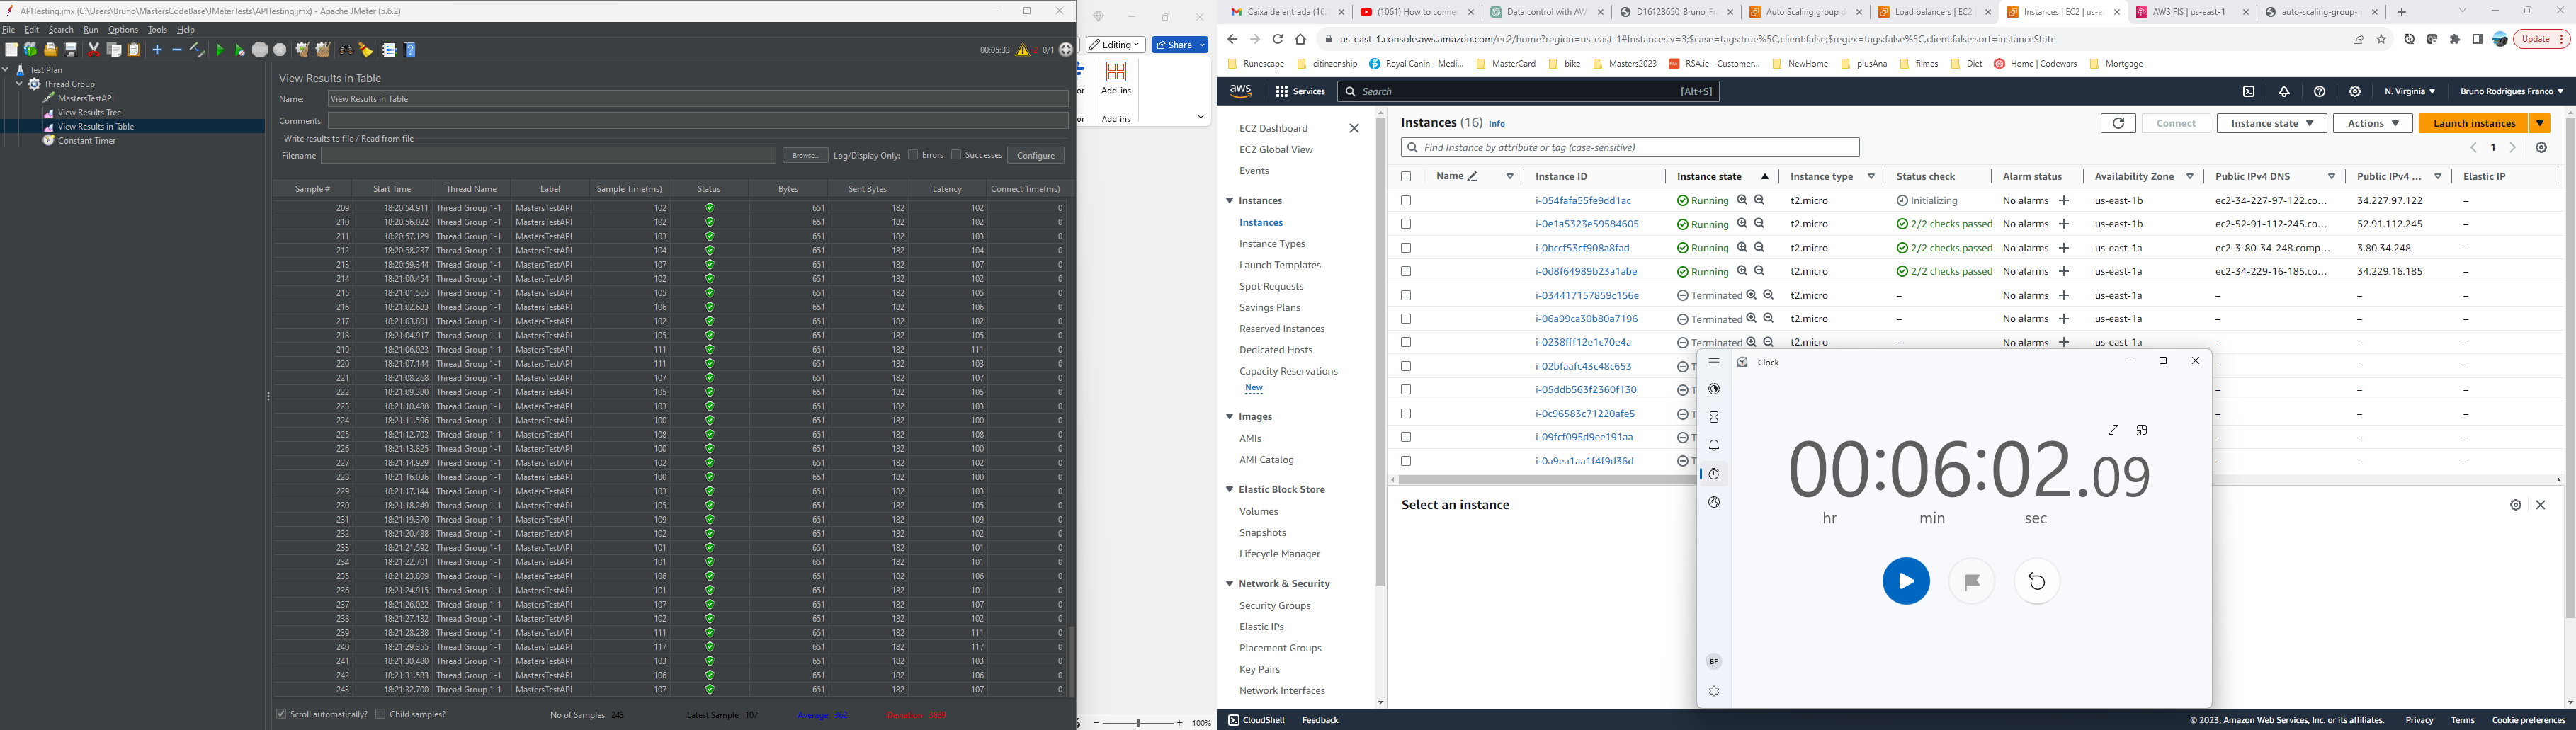 APITesting.jmx (C:\Users\Bruno\MastersCodeBase\JMeterTests\APITesting.jmx) - Apache JMeter (5.6.2)
File Edit Search Run Options Tools Help
00:05:33 2 0/1
Test Plan
Thread Group
MastersTestAPI
View Results Tree
View Results in Table
Constant Timer
View Results in Table
Name: View Results in Table
Comments:
Write results to file / Read from file
Filename Browse... Log/Display Only: Errors Successes Configure
Sample # Start Time Thread Name Label Sample Time(ms) Status Bytes Sent Bytes Latency Connect Time(ms)
209 18:20:54.911 Thread Group 1-1 MastersTestAPI 102 651 182 102 0
210 18:20:56.022 Thread Group 1-1 MastersTestAPI 102 651 182 102 0
211 18:20:57.129 Thread Group 1-1 MastersTestAPI 103 651 182 103 0
212 18:20:58.237 Thread Group 1-1 MastersTestAPI 104 651 182 104 0
213 18:20:59.344 Thread Group 1-1 MastersTestAPI 107 651 182 107 0
214 18:21:00.454 Thread Group 1-1 MastersTestAPI 102 651 182 102 0
215 18:21:01.565 Thread Group 1-1 MastersTestAPI 105 651 182 105 0
216 18:21:02.683 Thread Group 1-1 MastersTestAPI 106 651 182 106 0
217 18:21:03.801 Thread Group 1-1 MastersTestAPI 102 651 182 102 0
218 18:21:04.917 Thread Group 1-1 MastersTestAPI 105 651 182 105 0
219 18:21:06.023 Thread Group 1-1 MastersTestAPI 111 651 182 111 0
220 18:21:07.144 Thread Group 1-1 MastersTestAPI 111 651 182 103 0
221 18:21:08.268 Thread Group 1-1 MastersTestAPI 107 651 182 107 0
222 18:21:09.380 Thread Group 1-1 MastersTestAPI 105 651 182 105 0
223 18:21:10.488 Thread Group 1-1 MastersTestAPI 103 651 182 103 0
224 18:21:11.596 Thread Group 1-1 MastersTestAPI 100 651 182 100 0
225 18:21:12.703 Thread Group 1-1 MastersTestAPI 108 651 182 108 0
226 18:21:13.825 Thread Group 1-1 MastersTestAPI 100 651 182 100 0
227 18:21:14.929 Thread Group 1-1 MastersTestAPI 102 651 182 102 0
228 18:21:16.036 Thread Group 1-1 MastersTestAPI 100 651 182 100 0
229 18:21:17.144 Thread Group 1-1 MastersTestAPI 103 651 182 103 0
230 18:21:18.249 Thread Group 1-1 MastersTestAPI 105 651 182 105 0
231 18:21:19.370 Thread Group 1-1 MastersTestAPI 109 651 182 109 0
232 18:21:20.488 Thread Group 1-1 MastersTestAPI 102 651 182 102 0
233 18:21:21.592 Thread Group 1-1 MastersTestAPI 101 651 182 101 0
234 18:21:22.701 Thread Group 1-1 MastersTestAPI 101 651 182 101 0
235 18:21:23.809 Thread Group 1-1 MastersTestAPI 106 651 182 106 0
236 18:21:24.915 Thread Group 1-1 MastersTestAPI 101 651 182 101 0
237 18:21:26.022 Thread Group 1-1 MastersTestAPI 107 651 182 107 0
238 18:21:27.132 Thread Group 1-1 MastersTestAPI 102 651 182 102 0
239 18:21:28.238 Thread Group 1-1 MastersTestAPI 111 651 182 111 0
240 18:21:29.355 Thread Group 1-1 MastersTestAPI 117 651 182 117 0
241 18:21:30.480 Thread Group 1-1 MastersTestAPI 103 651 182 103 0
242 18:21:31.583 Thread Group 1-1 MastersTestAPI 106 651 182 106 0
243 18:21:32.700 Thread Group 1-1 MastersTestAPI 107 651 182 107 0
Scroll automatically? Child samples? No of Samples 243 Latest Sample 107 Average 362 Deviation
Editing Share
or Add-ins
or Add-ins
100%
Caixa de entrada (16. (1061) How to conne Data control with AW D16128650_Bruno_F Auto Scaling group d Load balancers | EC2 Instances | EC2 | us-e AWS FIS | us-east-1 auto-scaling-group-
us-east-1.console.aws.amazon.com/ec2/home?region=us-east-1#Instances:v=3;$case=tags:true%5C,client:false;$regex=tags:false%5C,client:false;sort=instanceState Update
Runescape citinzenship Royal Canin - Medi... MasterCard bike Masters2023 RSA.ie - Customer... NewHome plusAna filmes Diet Home | Codewars Mortgage
aws Services Search [Alt+S] N. Virginia Bruno Rodrigues Franco
EC2 Dashboard
EC2 Global View
Events
Instances
Instances
Instance Types
Launch Templates
Spot Requests
Savings Plans
Reserved Instances
Dedicated Hosts
Capacity Reservations
New
Images
AMIs
AMI Catalog
Elastic Block Store
Volumes
Snapshots
Lifecycle Manager
Network & Security
Security Groups
Elastic IPs
Placement Groups
Key Pairs
Network Interfaces
Instances (16) Info Connect Instance state Actions Launch instances
Find Instance by attribute or tag (case-sensitive) 1
Name Instance ID Instance state Instance type Status check Alarm status Availability Zone Public IPv4 DNS Public IPv4 ... Elastic IP
i-054fafa55fe9dd1ac Running t2.micro Initializing No alarms us-east-1b ec2-34-227-97-122.co... 34.227.97.122 –
i-0e1a5323e59584605 Running t2.micro 2/2 checks passed No alarms us-east-1b ec2-52-91-112-245.co... 52.91.112.245 –
i-0bccf53cf908a8fad Running t2.micro 2/2 checks passed No alarms us-east-1a ec2-3-80-34-248.comp... 3.80.34.248 –
i-0d8f64989b23a1abe Running t2.micro 2/2 checks passed No alarms us-east-1a ec2-34-229-16-185.co... 34.229.16.185 –
i-034417157859c156e Terminated t2.micro – No alarms us-east-1a – – –
i-06a99ca30b80a7196 Terminated t2.micro – No alarms us-east-1a – – –
i-0238fff12e1c70e4a Terminated t2.micro – No alarms us-east-1a – – –
i-02bfaafc43c48c653 T – – –
i-05ddb563f2360f130 T – – –
i-0c96583c71220afe5 T – – –
i-09fcf095d9ee191aa T – – –
i-0a9ea1aa1f4f9d36d T – – –
Select an instance
Clock
00:06:02.09
hr min sec
BF
CloudShell Feedback © 2023, Amazon Web Services, Inc. or its affiliates. Privacy Terms Cookie preferences